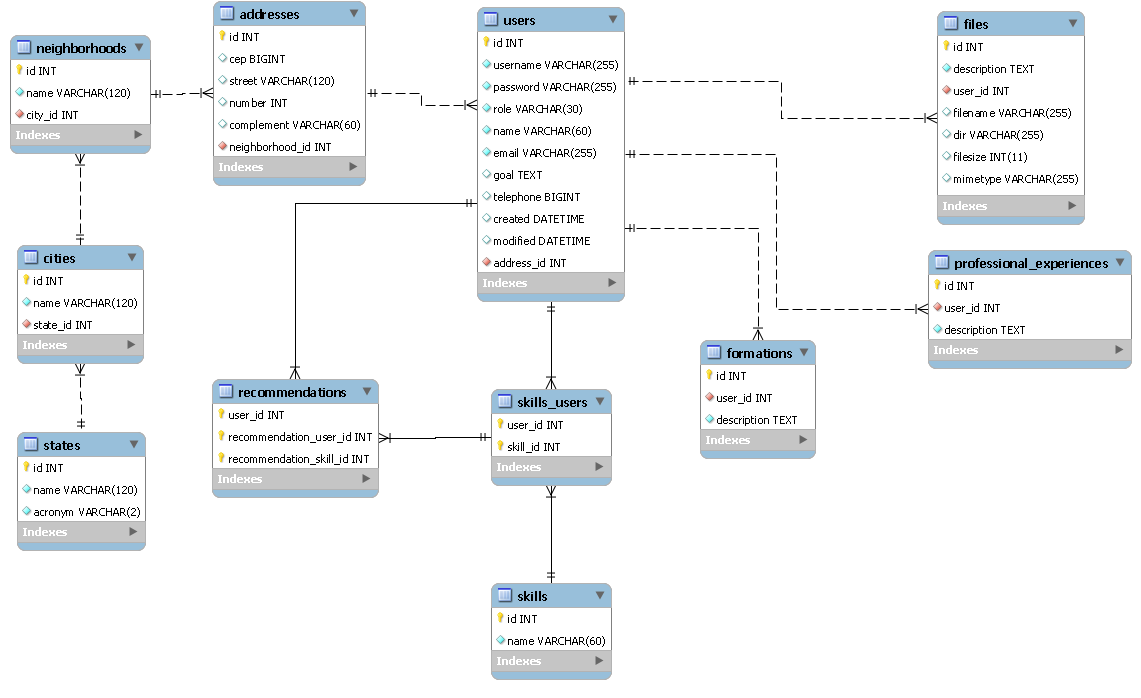 neighborhoods
id INT
name VARCHAR(120)
city_id INT
Indexes
addresses
id INT
cep BIGINT
street VARCHAR(120)
number INT
complement VARCHAR(60)
neighborhood_id INT
Indexes
users
id INT
username VARCHAR(255)
password VARCHAR(255)
role VARCHAR(30)
name VARCHAR(60)
email VARCHAR(255)
goal TEXT
telephone BIGINT
created DATETIME
modified DATETIME
address_id INT
Indexes
files
id INT
description TEXT
user_id INT
filename VARCHAR(255)
dir VARCHAR(255)
filesize INT(11)
mimetype VARCHAR(255)
Indexes
cities
id INT
name VARCHAR(120)
state_id INT
Indexes
professional_experiences
id INT
user_id INT
description TEXT
Indexes
formations
id INT
user_id INT
description TEXT
Indexes
recommendations
user_id INT
recommendation_user_id INT
recommendation_skill_id INT
Indexes
skills_users
user_id INT
skill_id INT
Indexes
states
id INT
name VARCHAR(120)
acronym VARCHAR(2)
Indexes
skills
id INT
name VARCHAR(60)
Indexes